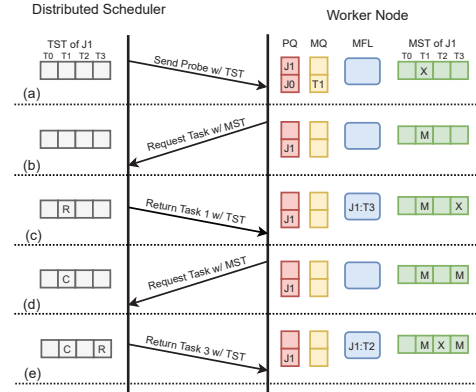 Distributed Scheduler
Worker Node
TST of J1
T0 T1 T2 T3
PQ
MQ
MFL
MST of J1
T0 T1 T2 T3
Send Probe w/ TST
J1
J0
T1
X
(a)
Request Task w/ MST
J1
M
(b)
R
Return Task 1 w/ TST
J1
J1:T3
M
X
(c)
C
Request Task w/ MST
J1
M
M
(d)
C
R
Return Task 3 w/ TST
J1
J1:T2
M
X
M
(e)